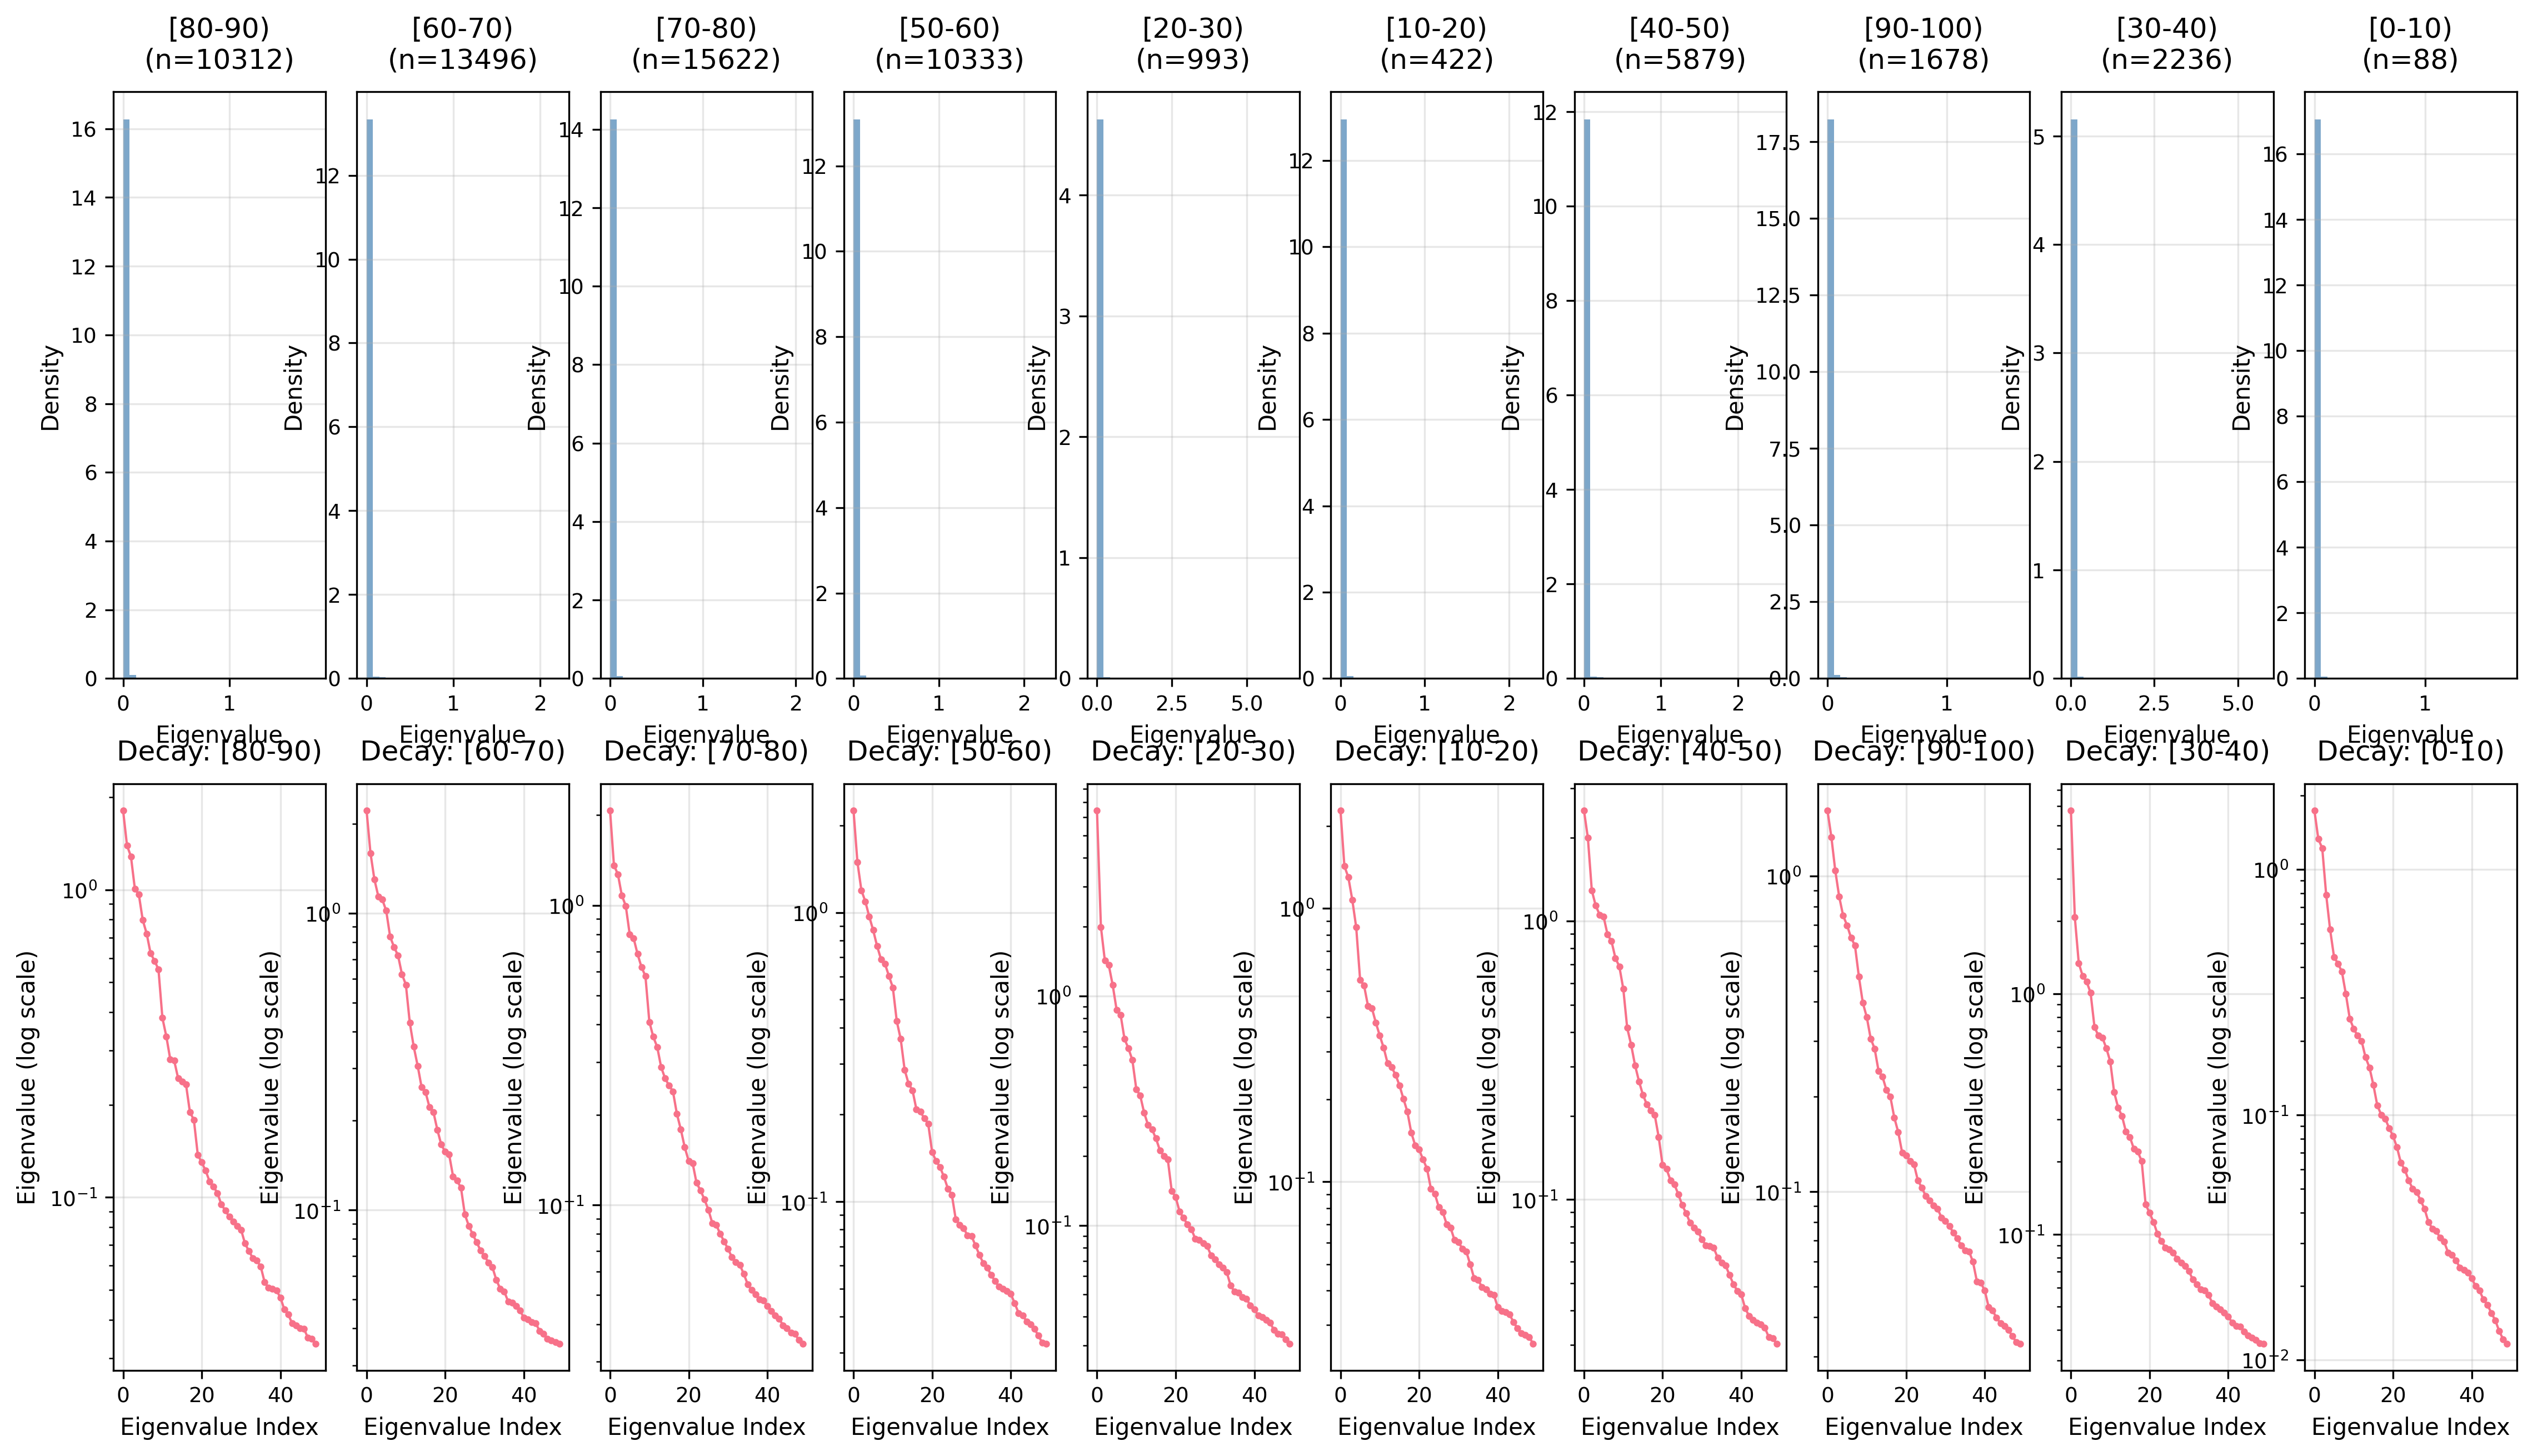 [80-90)
(n=10312)
[60-70)
(n=13496)
[70-80)
(n=15622)
[50-60)
(n=10333)
[20-30)
(n=993)
[10-20)
(n=422)
[40-50)
(n=5879)
[90-100)
(n=1678)
[30-40)
(n=2236)
[0-10)
(n=88)
Density
16
14
12
10
8
6
4
2
0
0 1
Eigenvalue
Density
12
10
8
6
4
2
0
0 1 2
Eigenvalue
Density
14
12
10
8
6
4
2
0
0 1 2
Eigenvalue
Density
12
10
8
6
4
2
0
0 1 2
Eigenvalue
Density
4
3
2
1
0
0.0 2.5 5.0
Eigenvalue
Density
12
10
8
6
4
2
0
0 1 2
Eigenvalue
Density
12
10
8
6
4
2
0
0 1 2
Eigenvalue
Density
17.5
15.0
12.5
10.0
7.5
5.0
2.5
0.0
0 1
Eigenvalue
Density
5
4
3
2
1
0
0.0 2.5 5.0
Eigenvalue
Density
16
14
12
10
8
6
4
2
0
0 1
Eigenvalue
Decay: [80-90)
Eigenvalue (log scale)
10⁰
10⁻¹
0 20 40
Eigenvalue Index
Decay: [60-70)
Eigenvalue (log scale)
10⁰
10⁻¹
0 20 40
Eigenvalue Index
Decay: [70-80)
Eigenvalue (log scale)
10⁰
10⁻¹
0 20 40
Eigenvalue Index
Decay: [50-60)
Eigenvalue (log scale)
10⁰
10⁻¹
0 20 40
Eigenvalue Index
Decay: [20-30)
Eigenvalue (log scale)
10⁰
10⁻¹
0 20 40
Eigenvalue Index
Decay: [10-20)
Eigenvalue (log scale)
10⁰
10⁻¹
0 20 40
Eigenvalue Index
Decay: [40-50)
Eigenvalue (log scale)
10⁰
10⁻¹
0 20 40
Eigenvalue Index
Decay: [90-100)
Eigenvalue (log scale)
10⁰
10⁻¹
0 20 40
Eigenvalue Index
Decay: [30-40)
Eigenvalue (log scale)
10⁰
10⁻¹
0 20 40
Eigenvalue Index
Decay: [0-10)
Eigenvalue (log scale)
10⁰
10⁻¹
10⁻²
0 20 40
Eigenvalue Index